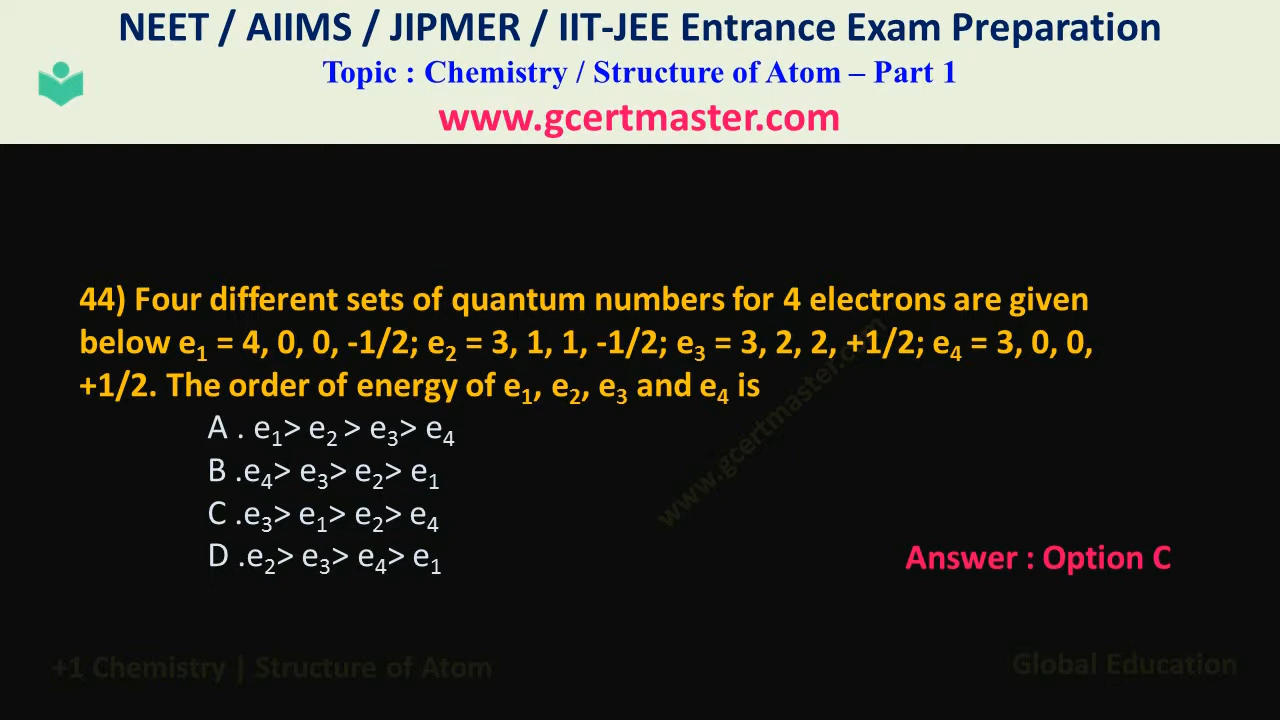 NEET / AIIMS / JIPMER / IIT-JEE Entrance Exam Preparation
Topic : Chemistry / Structure of Atom – Part 1
www.gcertmaster.com
44) Four different sets of quantum numbers for 4 electrons are given
below e₁ = 4, 0, 0, -1/2; e₂ = 3, 1, 1, -1/2; e₃ = 3, 2, 2, +1/2; e₄ = 3, 0, 0,
+1/2. The order of energy of e₁, e₂, e₃ and e₄ is
A . e₁> e₂ > e₃> e₄
B .e₄> e₃> e₂> e₁
C .e₃> e₁> e₂> e₄
D .e₂> e₃> e₄> e₁
Answer : Option C
www.gcertmaster.com
+1 Chemistry | Structure of Atom
Global Education